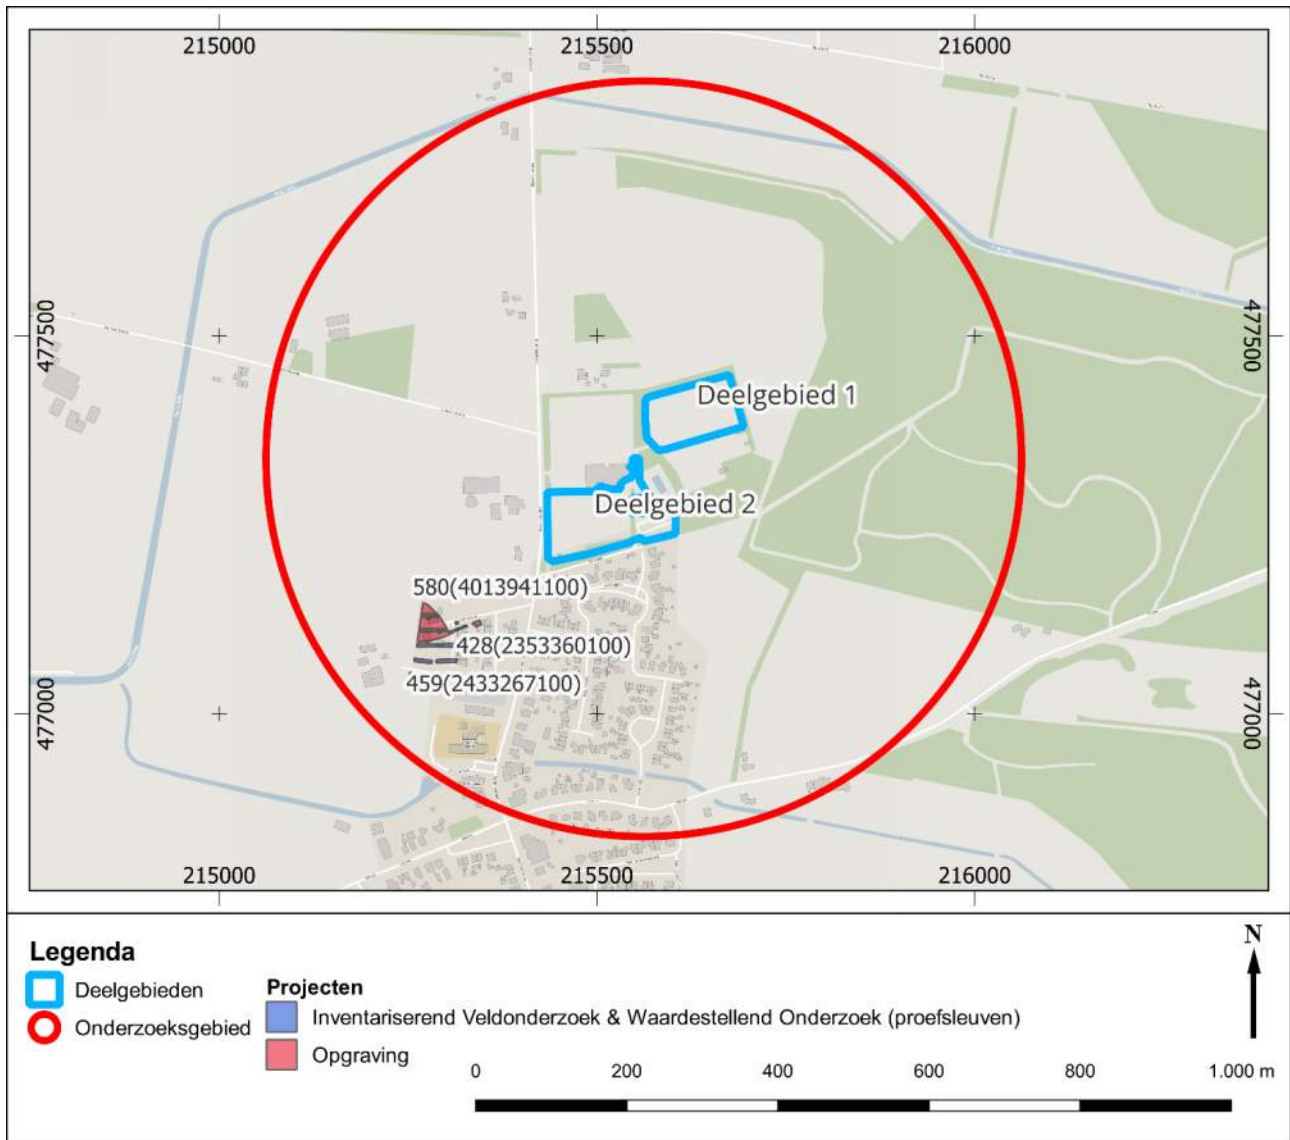 215000 215500 216000
477500 477500
Deelgebied 1
Deelgebied 2
580(4013941100)
428(2353360100)
459(2433267100)
477000 477000
215000 215500 216000
Legenda
Deelgebieden
Onderzoeksgebied
Projecten
Inventariserend Veldonderzoek & Waardestellend Onderzoek (proefsleuven)
Opgraving
N
0 200 400 600 800 1.000 m